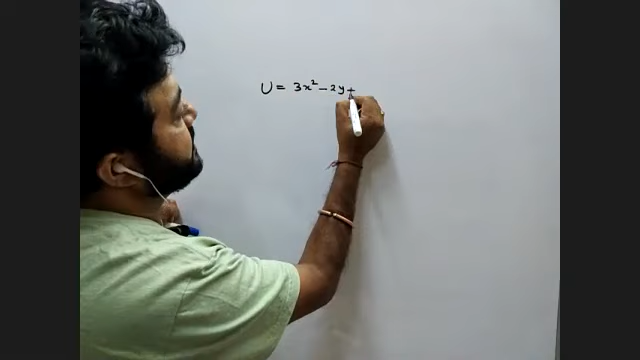 U = 3x² - 2y +